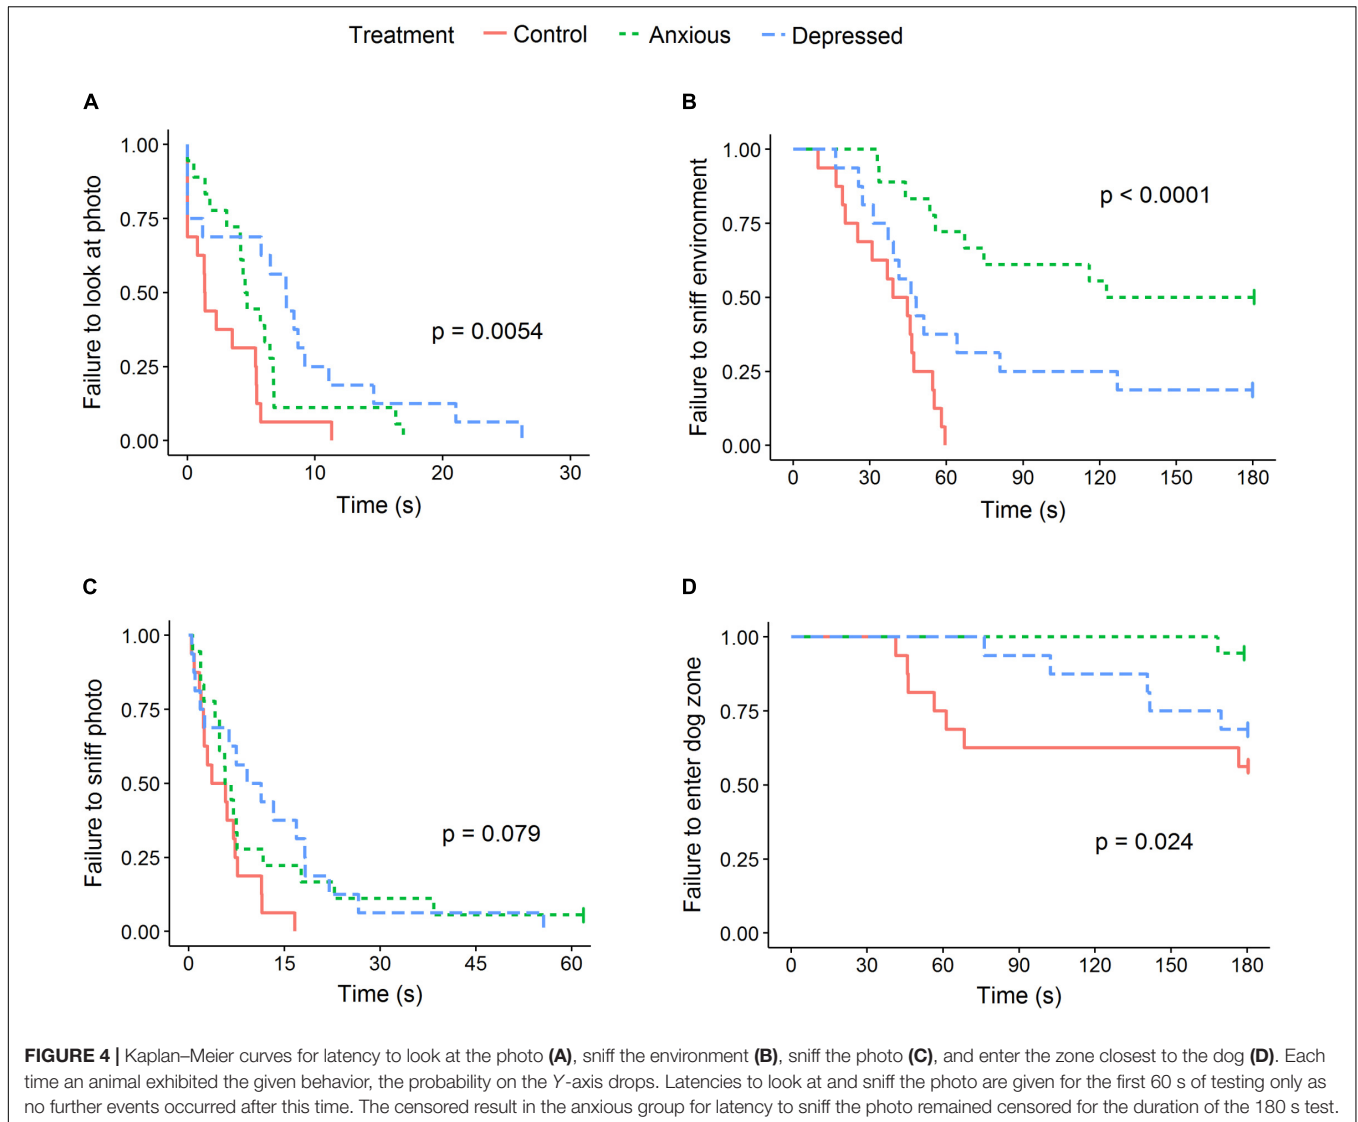 Treatment Control Anxious Depressed
A
Failure to look at photo
1.00
0.75
0.50
0.25
0.00
p = 0.0054
0 10 20 30
Time (s)
B
Failure to sniff environment
1.00
0.75
0.50
0.25
0.00
p < 0.0001
0 30 60 90 120 150 180
Time (s)
C
Failure to sniff photo
1.00
0.75
0.50
0.25
0.00
p = 0.079
0 15 30 45 60
Time (s)
D
Failure to enter dog zone
1.00
0.75
0.50
0.25
0.00
p = 0.024
0 30 60 90 120 150 180
Time (s)
FIGURE 4 | Kaplan–Meier curves for latency to look at the photo (A), sniff the environment (B), sniff the photo (C), and enter the zone closest to the dog (D). Each
time an animal exhibited the given behavior, the probability on the Y-axis drops. Latencies to look at and sniff the photo are given for the first 60 s of testing only as
no further events occurred after this time. The censored result in the anxious group for latency to sniff the photo remained censored for the duration of the 180 s test.